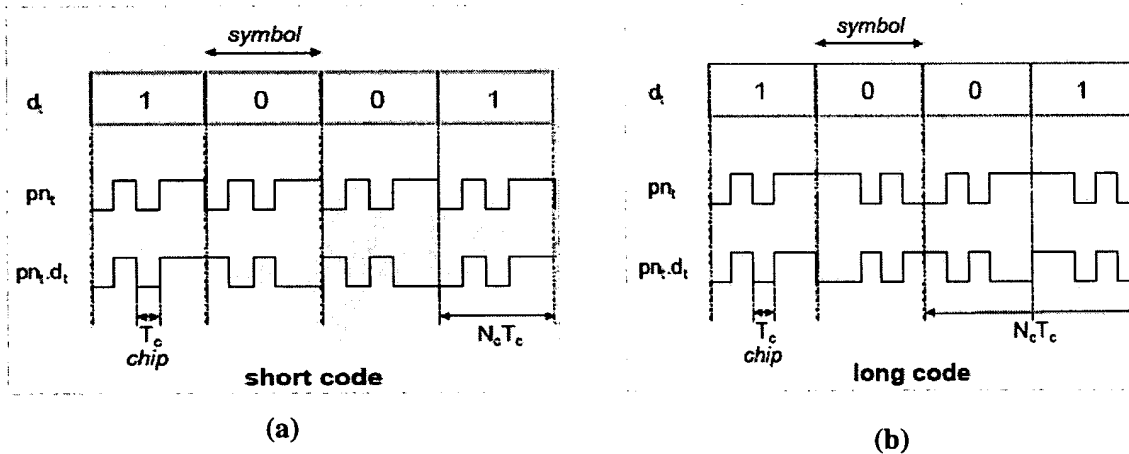 symbol
d_t 1 0 0 1
pn_t
pn_t.d_t
T_c
chip
N_cT_c
short code
(a)
symbol
d_t 1 0 0 1
pn_t
pn_t.d_t
T_c
chip
N_cT_c
long code
(b)